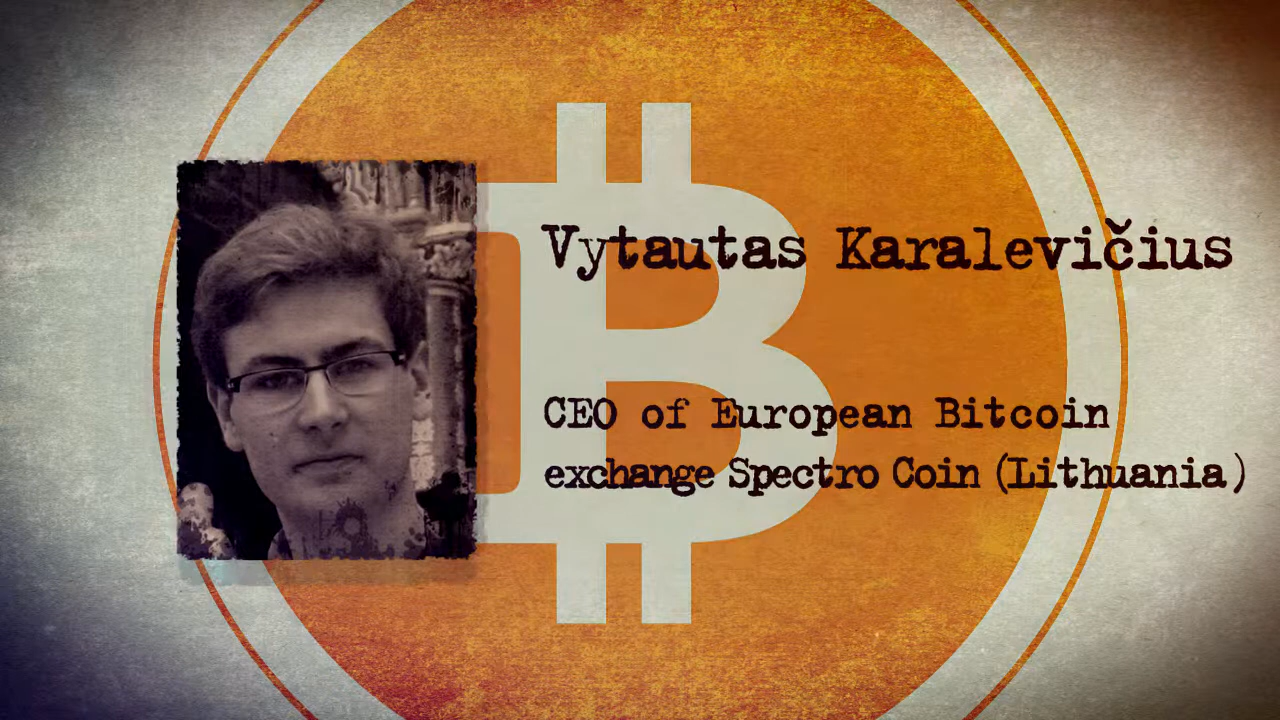 Vytautas Karalevičius
CEO of European Bitcoin
exchange Spectro Coin (Lithuania)